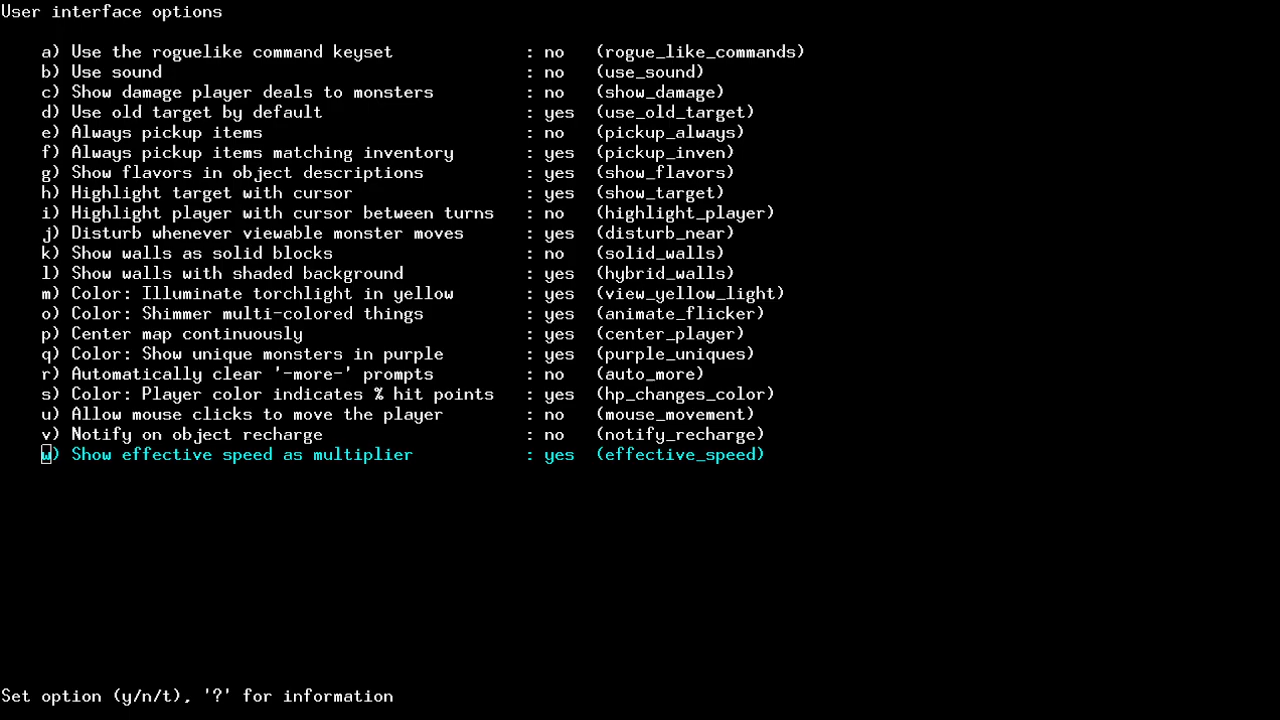 User interface options
a) Use the roguelike command keyset : no (rogue_like_commands)
b) Use sound : no (use_sound)
c) Show damage player deals to monsters : no (show_damage)
d) Use old target by default : yes (use_old_target)
e) Always pickup items : no (pickup_always)
f) Always pickup items matching inventory : yes (pickup_inven)
g) Show flavors in object descriptions : yes (show_flavors)
h) Highlight target with cursor : yes (show_target)
i) Highlight player with cursor between turns : no (highlight_player)
j) Disturb whenever viewable monster moves : yes (disturb_near)
k) Show walls as solid blocks : no (solid_walls)
l) Show walls with shaded background : yes (hybrid_walls)
m) Color: Illuminate torchlight in yellow : yes (view_yellow_light)
o) Color: Shimmer multi-colored things : yes (animate_flicker)
p) Center map continuously : yes (center_player)
q) Color: Show unique monsters in purple : yes (purple_uniques)
r) Automatically clear '-more-' prompts : no (auto_more)
s) Color: Player color indicates % hit points : yes (hp_changes_color)
u) Allow mouse clicks to move the player : no (mouse_movement)
v) Notify on object recharge : no (notify_recharge)
w) Show effective speed as multiplier : yes (effective_speed)
Set option (y/n/t), '?' for information